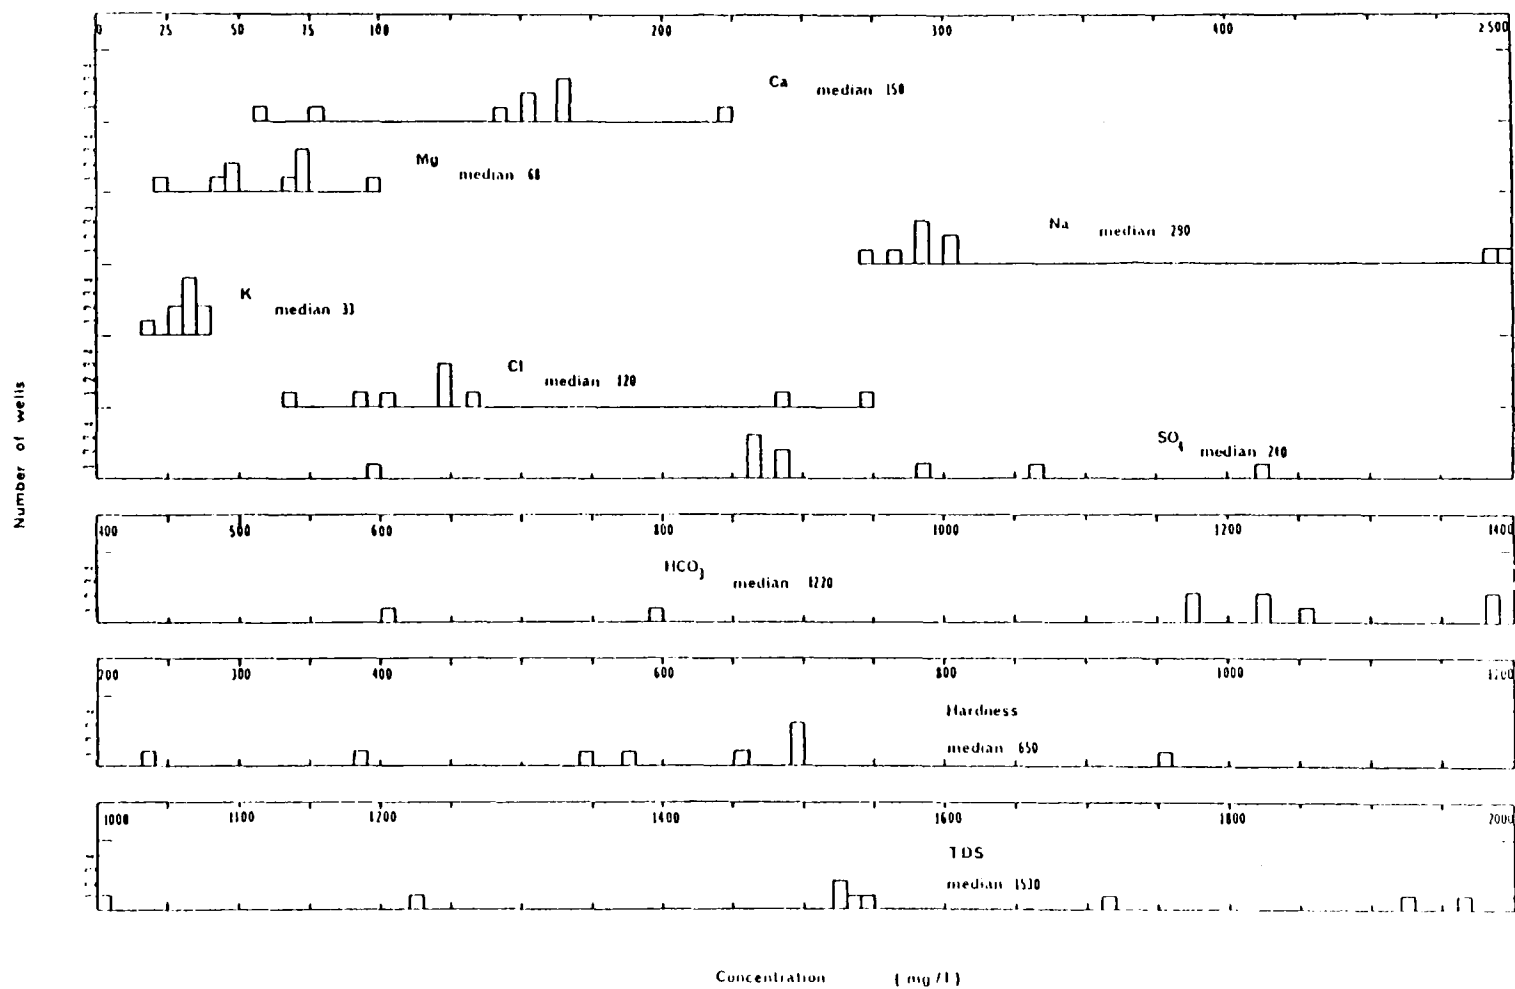 0 25 50 75 100 200 300 400 2500
Ca median 150
Mg median 68
Na median 290
K median 33
Cl median 120
SO4 median 240
Number of wells
400 500 600 800 1000 1200 1400
HCO3 median 1220
200 300 400 600 800 1000 1200
Hardness
median 650
1000 1100 1200 1400 1600 1800 2000
TDS
median 1530
Concentration (mg/l)